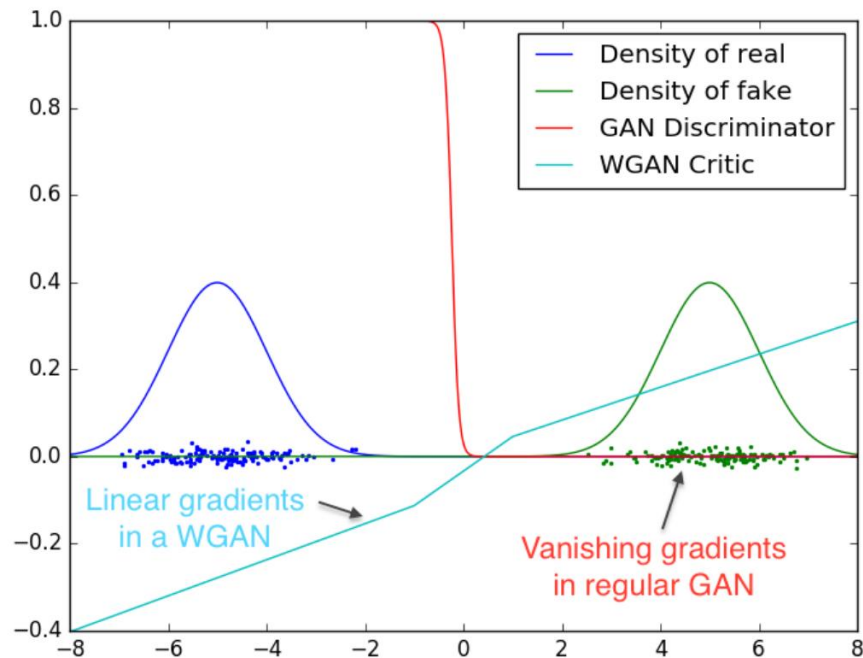 1.0
Density of real
Density of fake
GAN Discriminator
WGAN Critic
0.8
0.6
0.4
0.2
0.0
Linear gradients
in a WGAN
Vanishing gradients
in regular GAN
−0.2
−0.4
−8 −6 −4 −2 0 2 4 6 8